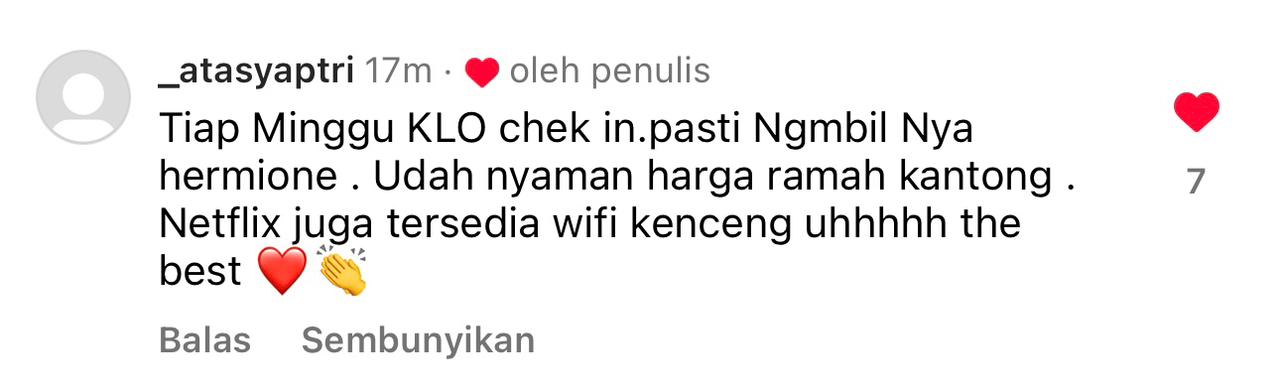 _atasyaptri 17m · ❤️ oleh penulis
Tiap Minggu KLO chek in.pasti Ngmbil Nya
hermione . Udah nyaman harga ramah kantong .
Netflix juga tersedia wifi kenceng uhhhhh the
best ❤️👏
7
Balas Sembunyikan